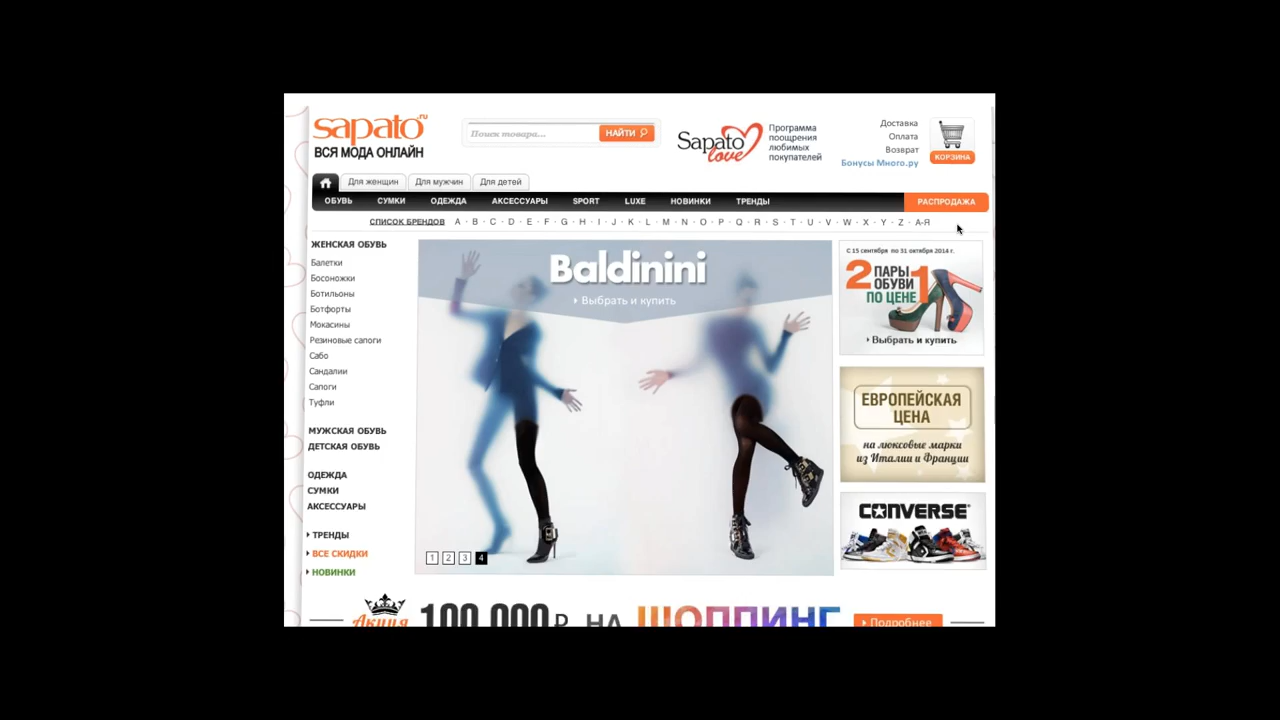 sapato.ru
ВСЯ МОДА ОНЛАЙН
Поиск товара...
НАЙТИ
Sapato love
Программа
поощрения
любимых
покупателей
Доставка
Оплата
Возврат
Бонусы Много.ру
КОРЗИНА
Для женщин
Для мужчин
Для детей
ОБУВЬ СУМКИ ОДЕЖДА АКСЕССУАРЫ SPORT LUXE НОВИНКИ ТРЕНДЫ РАСПРОДАЖА
СПИСОК БРЕНДОВ A · B · C · D · E · F · G · H · I · J · K · L · M · N · O · P · Q · R · S · T · U · V · W · X · Y · Z · А-Я
ЖЕНСКАЯ ОБУВЬ
Балетки
Босоножки
Ботильоны
Ботфорты
Мокасины
Резиновые сапоги
Сабо
Сандалии
Сапоги
Туфли
МУЖСКАЯ ОБУВЬ
ДЕТСКАЯ ОБУВЬ
ОДЕЖДА
СУМКИ
АКСЕССУАРЫ
ТРЕНДЫ
ВСЕ СКИДКИ
НОВИНКИ
Baldinini
Выбрать и купить
1 2 3 4
С 15 сентября по 31 октября 2014 г.
2 ПАРЫ ОБУВИ ПО ЦЕНЕ 1
Выбрать и купить
ЕВРОПЕЙСКАЯ
ЦЕНА
на люксовые марки
из Италии и Франции
CONVERSE
Акция 100 000 Р НА ШОППИНГ
Подробнее